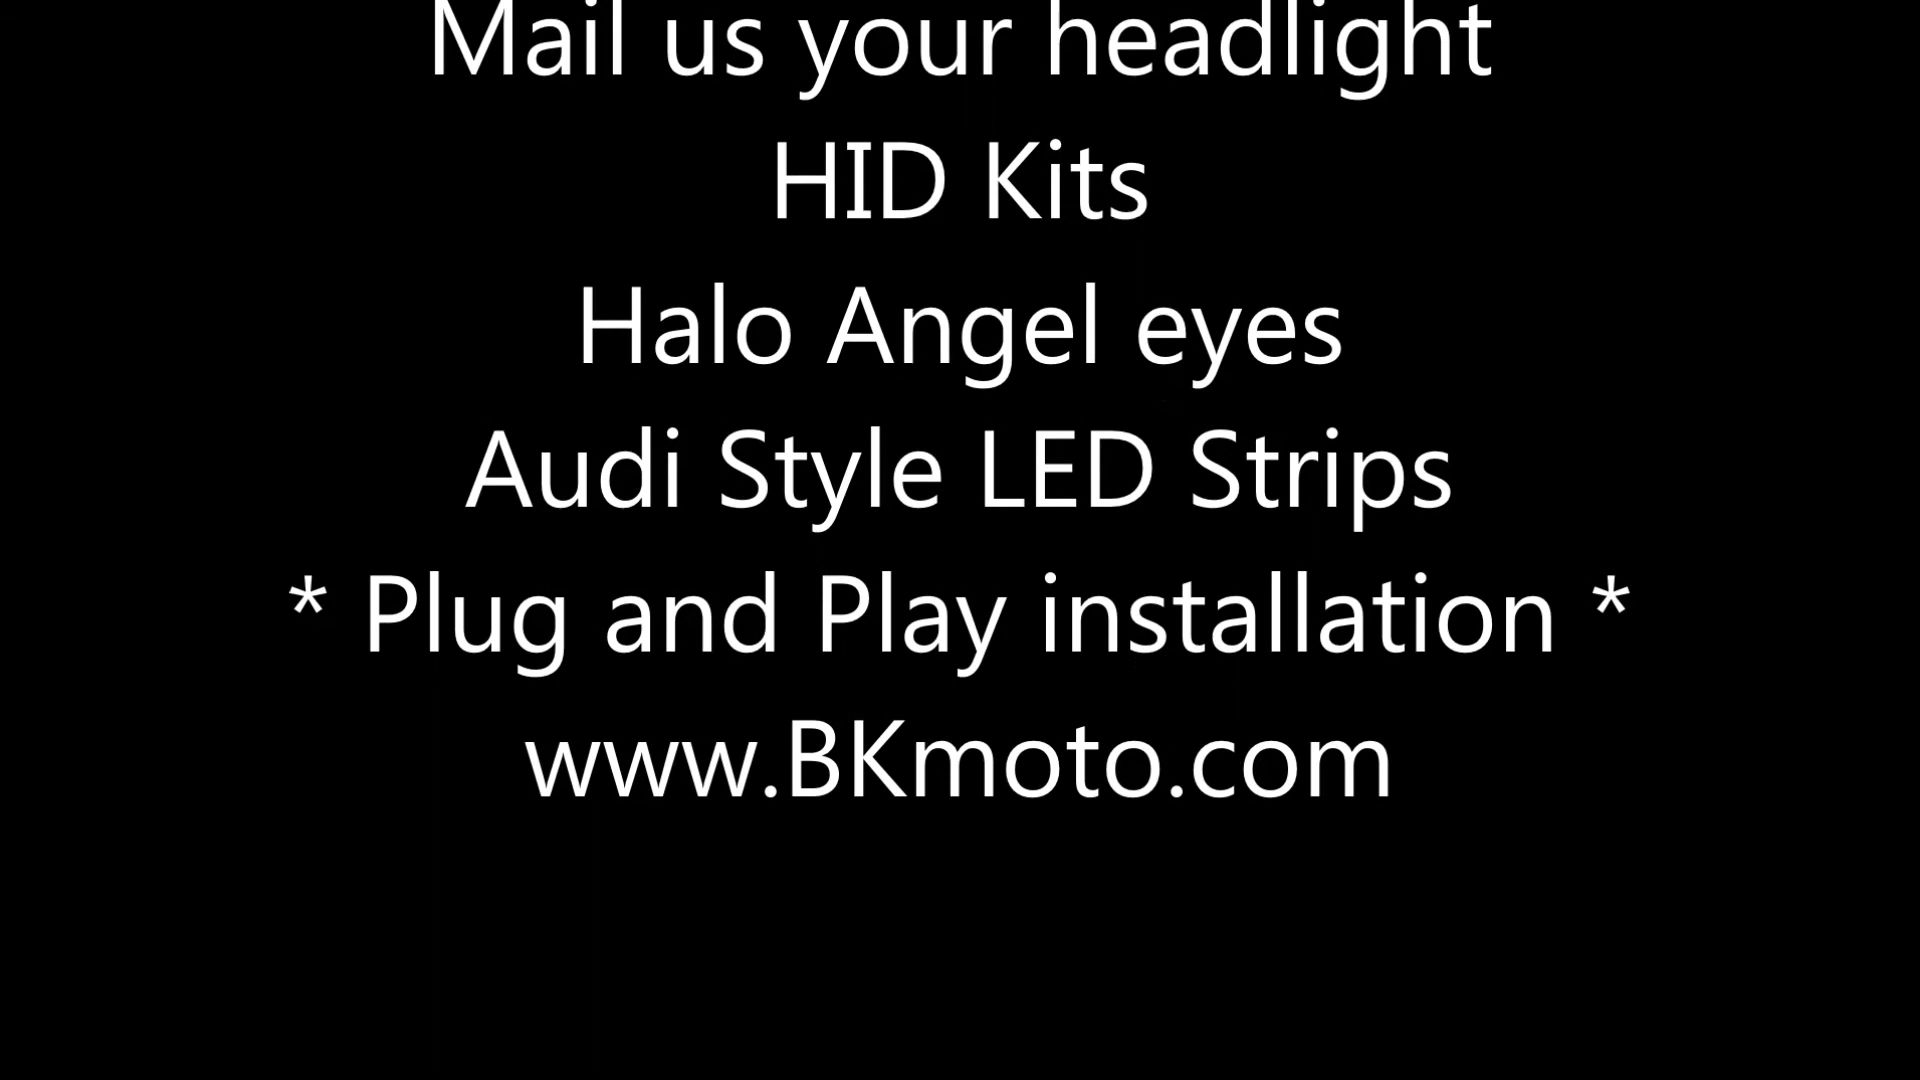 Mail us your headlight
HID Kits
Halo Angel eyes
Audi Style LED Strips
* Plug and Play installation *
www.BKmoto.com